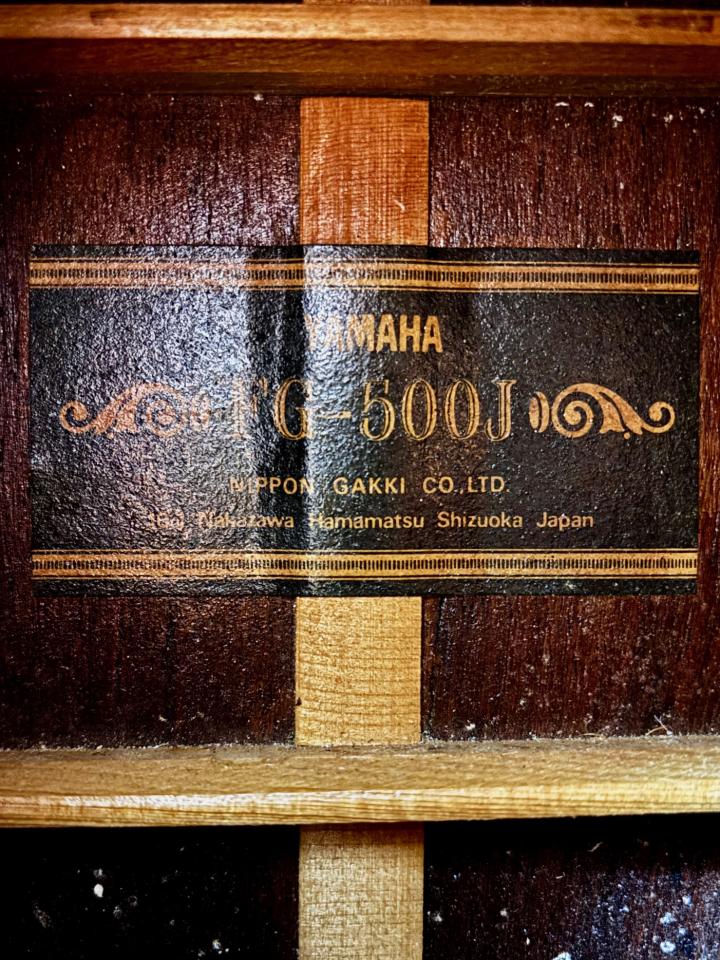 YAMAHA
FG-500J
NIPPON GAKKI CO.,LTD.
Nakazawa Hamamatsu Shizuoka Japan